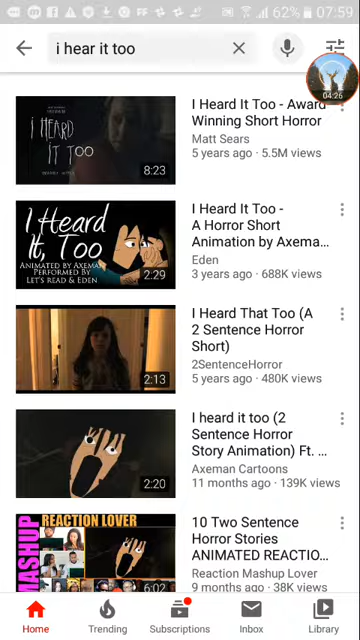 62% 07:59
i hear it too
04:26
I HEARD
IT TOO
8:23
I Heard It Too - Award
Winning Short Horror
Matt Sears
5 years ago · 5.5M views
I Heard
It, Too
ANIMATED BY AXEMAN
PERFORMED BY
LET'S READ & EDEN
2:29
I Heard It Too -
A Horror Short
Animation by Axema...
Eden
3 years ago · 688K views
2:13
I Heard That Too (A
2 Sentence Horror
Short)
2SentenceHorror
5 years ago · 480K views
2:20
I heard it too (2
Sentence Horror
Story Animation) Ft. ...
Axeman Cartoons
11 months ago · 139K views
REACTION LOVER
MASHUP
6:02
10 Two Sentence
Horror Stories
ANIMATED REACTIO...
Reaction Mashup Lover
9 months ago · 38K views
Home
Trending
Subscriptions
Inbox
Library